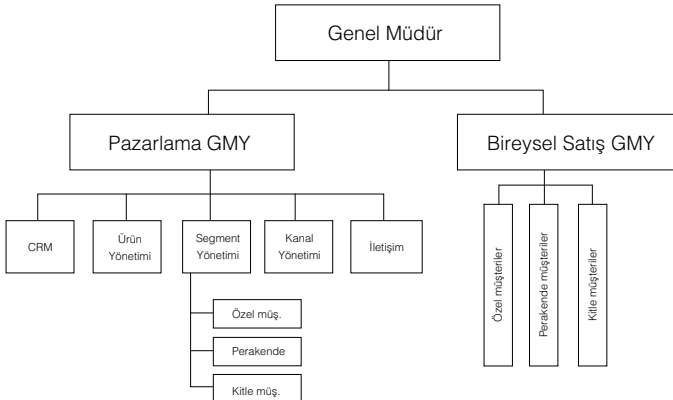 Genel Müdür
Pazarlama GMY
Bireysel Satış GMY
CRM
Ürün
Yönetimi
Segment
Yönetimi
Kanal
Yönetimi
İletişim
Özel müş.
Perakende
Kitle müş.
Özel müşteriler
Perakende müşteriler
Kitle müşteriler